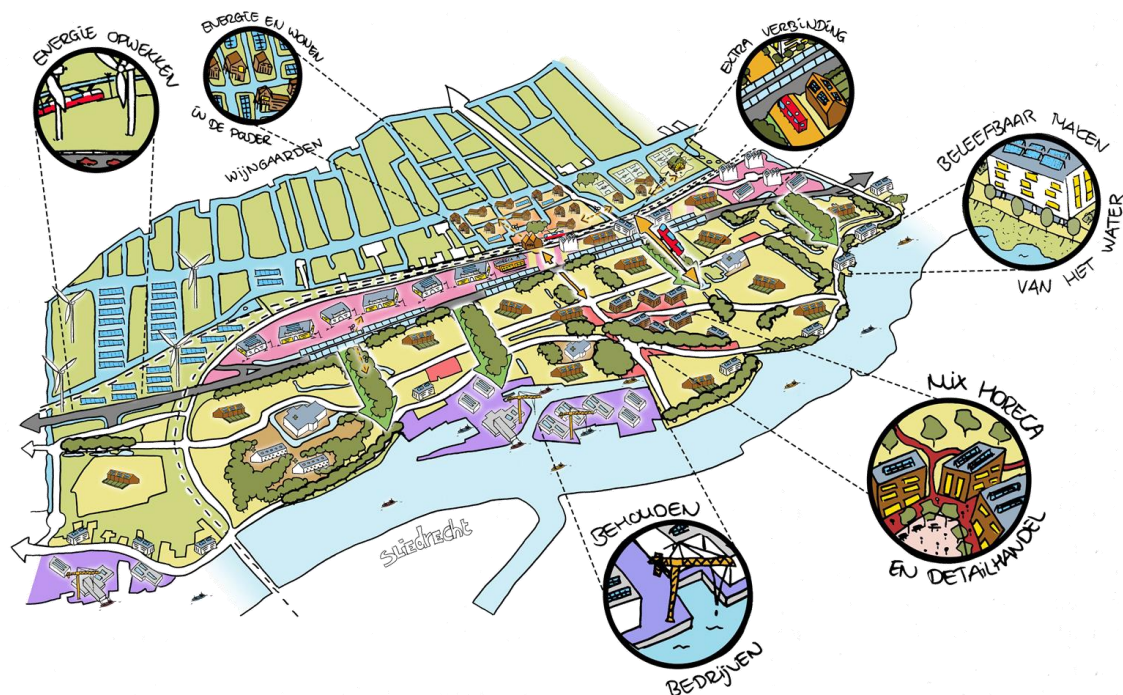 ENERGIE OPWEKKEN
ENERGIE EN WONEN
IN DE POLDER
WIJNGAARDEN
EXTRA VERBINDING
BELEEFBAAR MAKEN
VAN HET WATER
MIX HORECA
EN DETAILHANDEL
SLIEDRECHT
BEHOUDEN
BEDRIJVEN